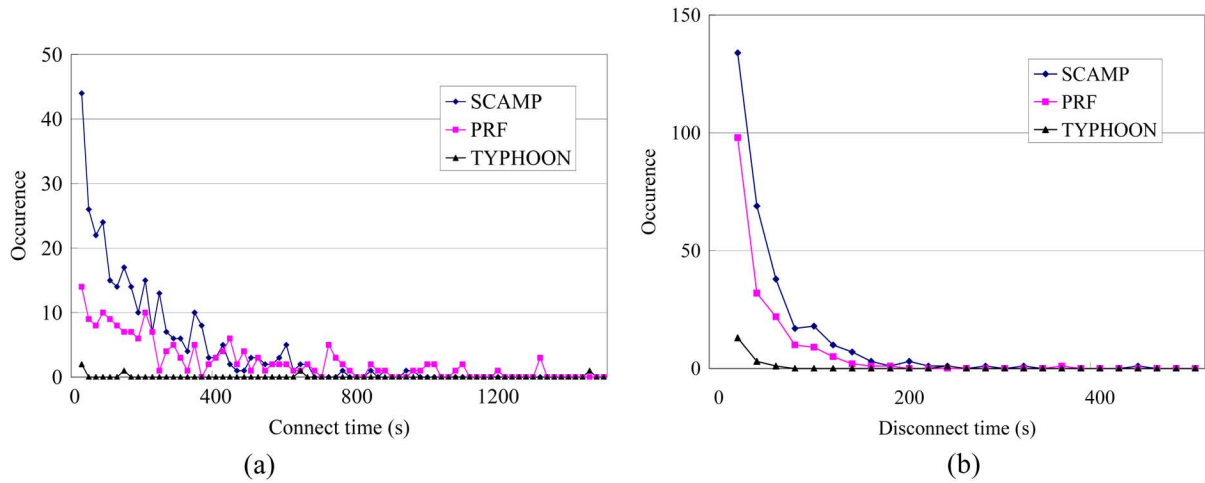 50
40
30
20
10
0
Occurence
SCAMP
PRF
TYPHOON
0
400
800
1200
Connect time (s)
(a)
150
100
50
0
Occurence
SCAMP
PRF
TYPHOON
0
200
400
Disconnect time (s)
(b)